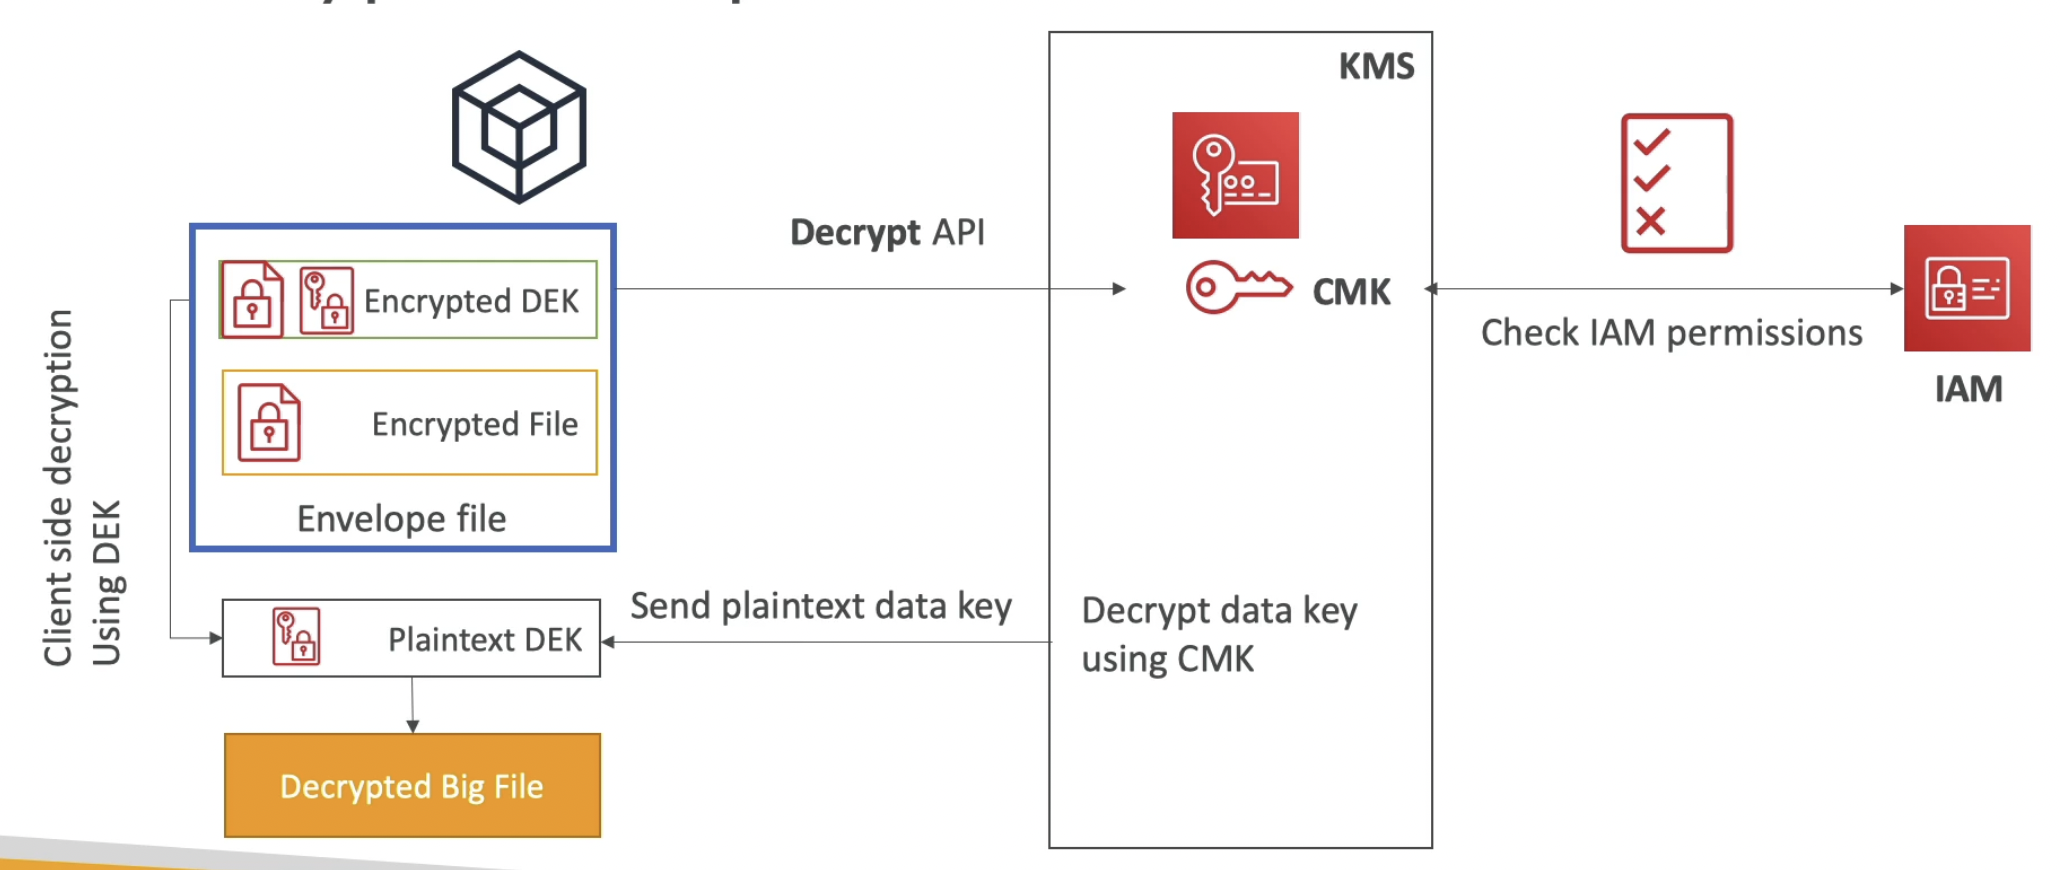 KMS
Decrypt API
Encrypted DEK
CMK
Check IAM permissions
IAM
Encrypted File
Envelope file
Client side decryption
Using DEK
Send plaintext data key
Plaintext DEK
Decrypt data key
using CMK
Decrypted Big File